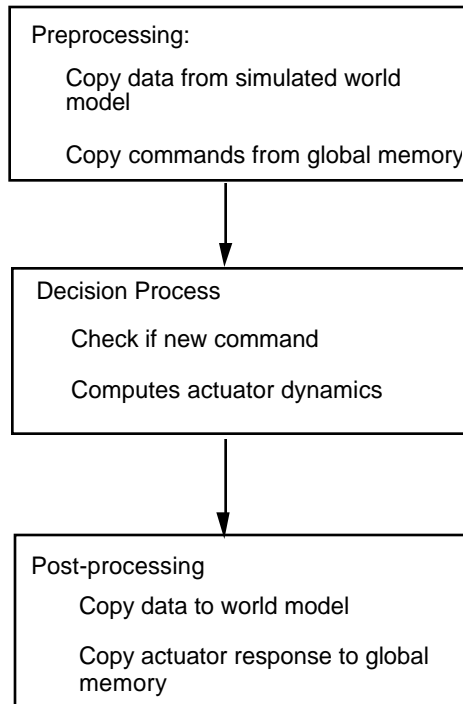 Preprocessing:
Copy data from simulated world
model
Copy commands from global memory
Decision Process
Check if new command
Computes actuator dynamics
Post-processing
Copy data to world model
Copy actuator response to global
memory